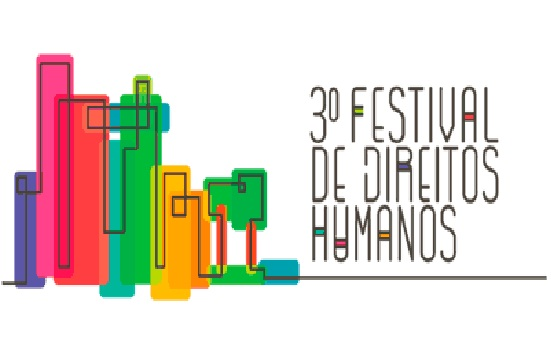 3º FESTIVAL
DE DIREITOS
HUMANOS